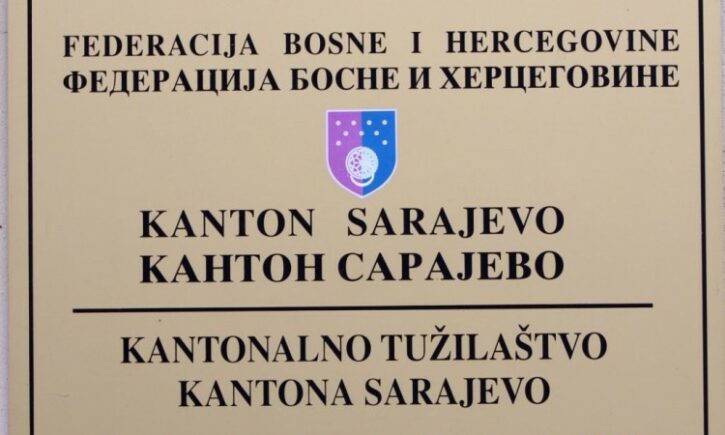 FEDERACIJA BOSNE I HERCEGOVINE
ФЕДЕРАЦИЈА БОСНЕ И ХЕРЦЕГОВИНЕ
KANTON SARAJEVO
КАНТОН САРАЈЕВО
KANTONALNO TUŽILAŠTVO
KANTONA SARAJEVO